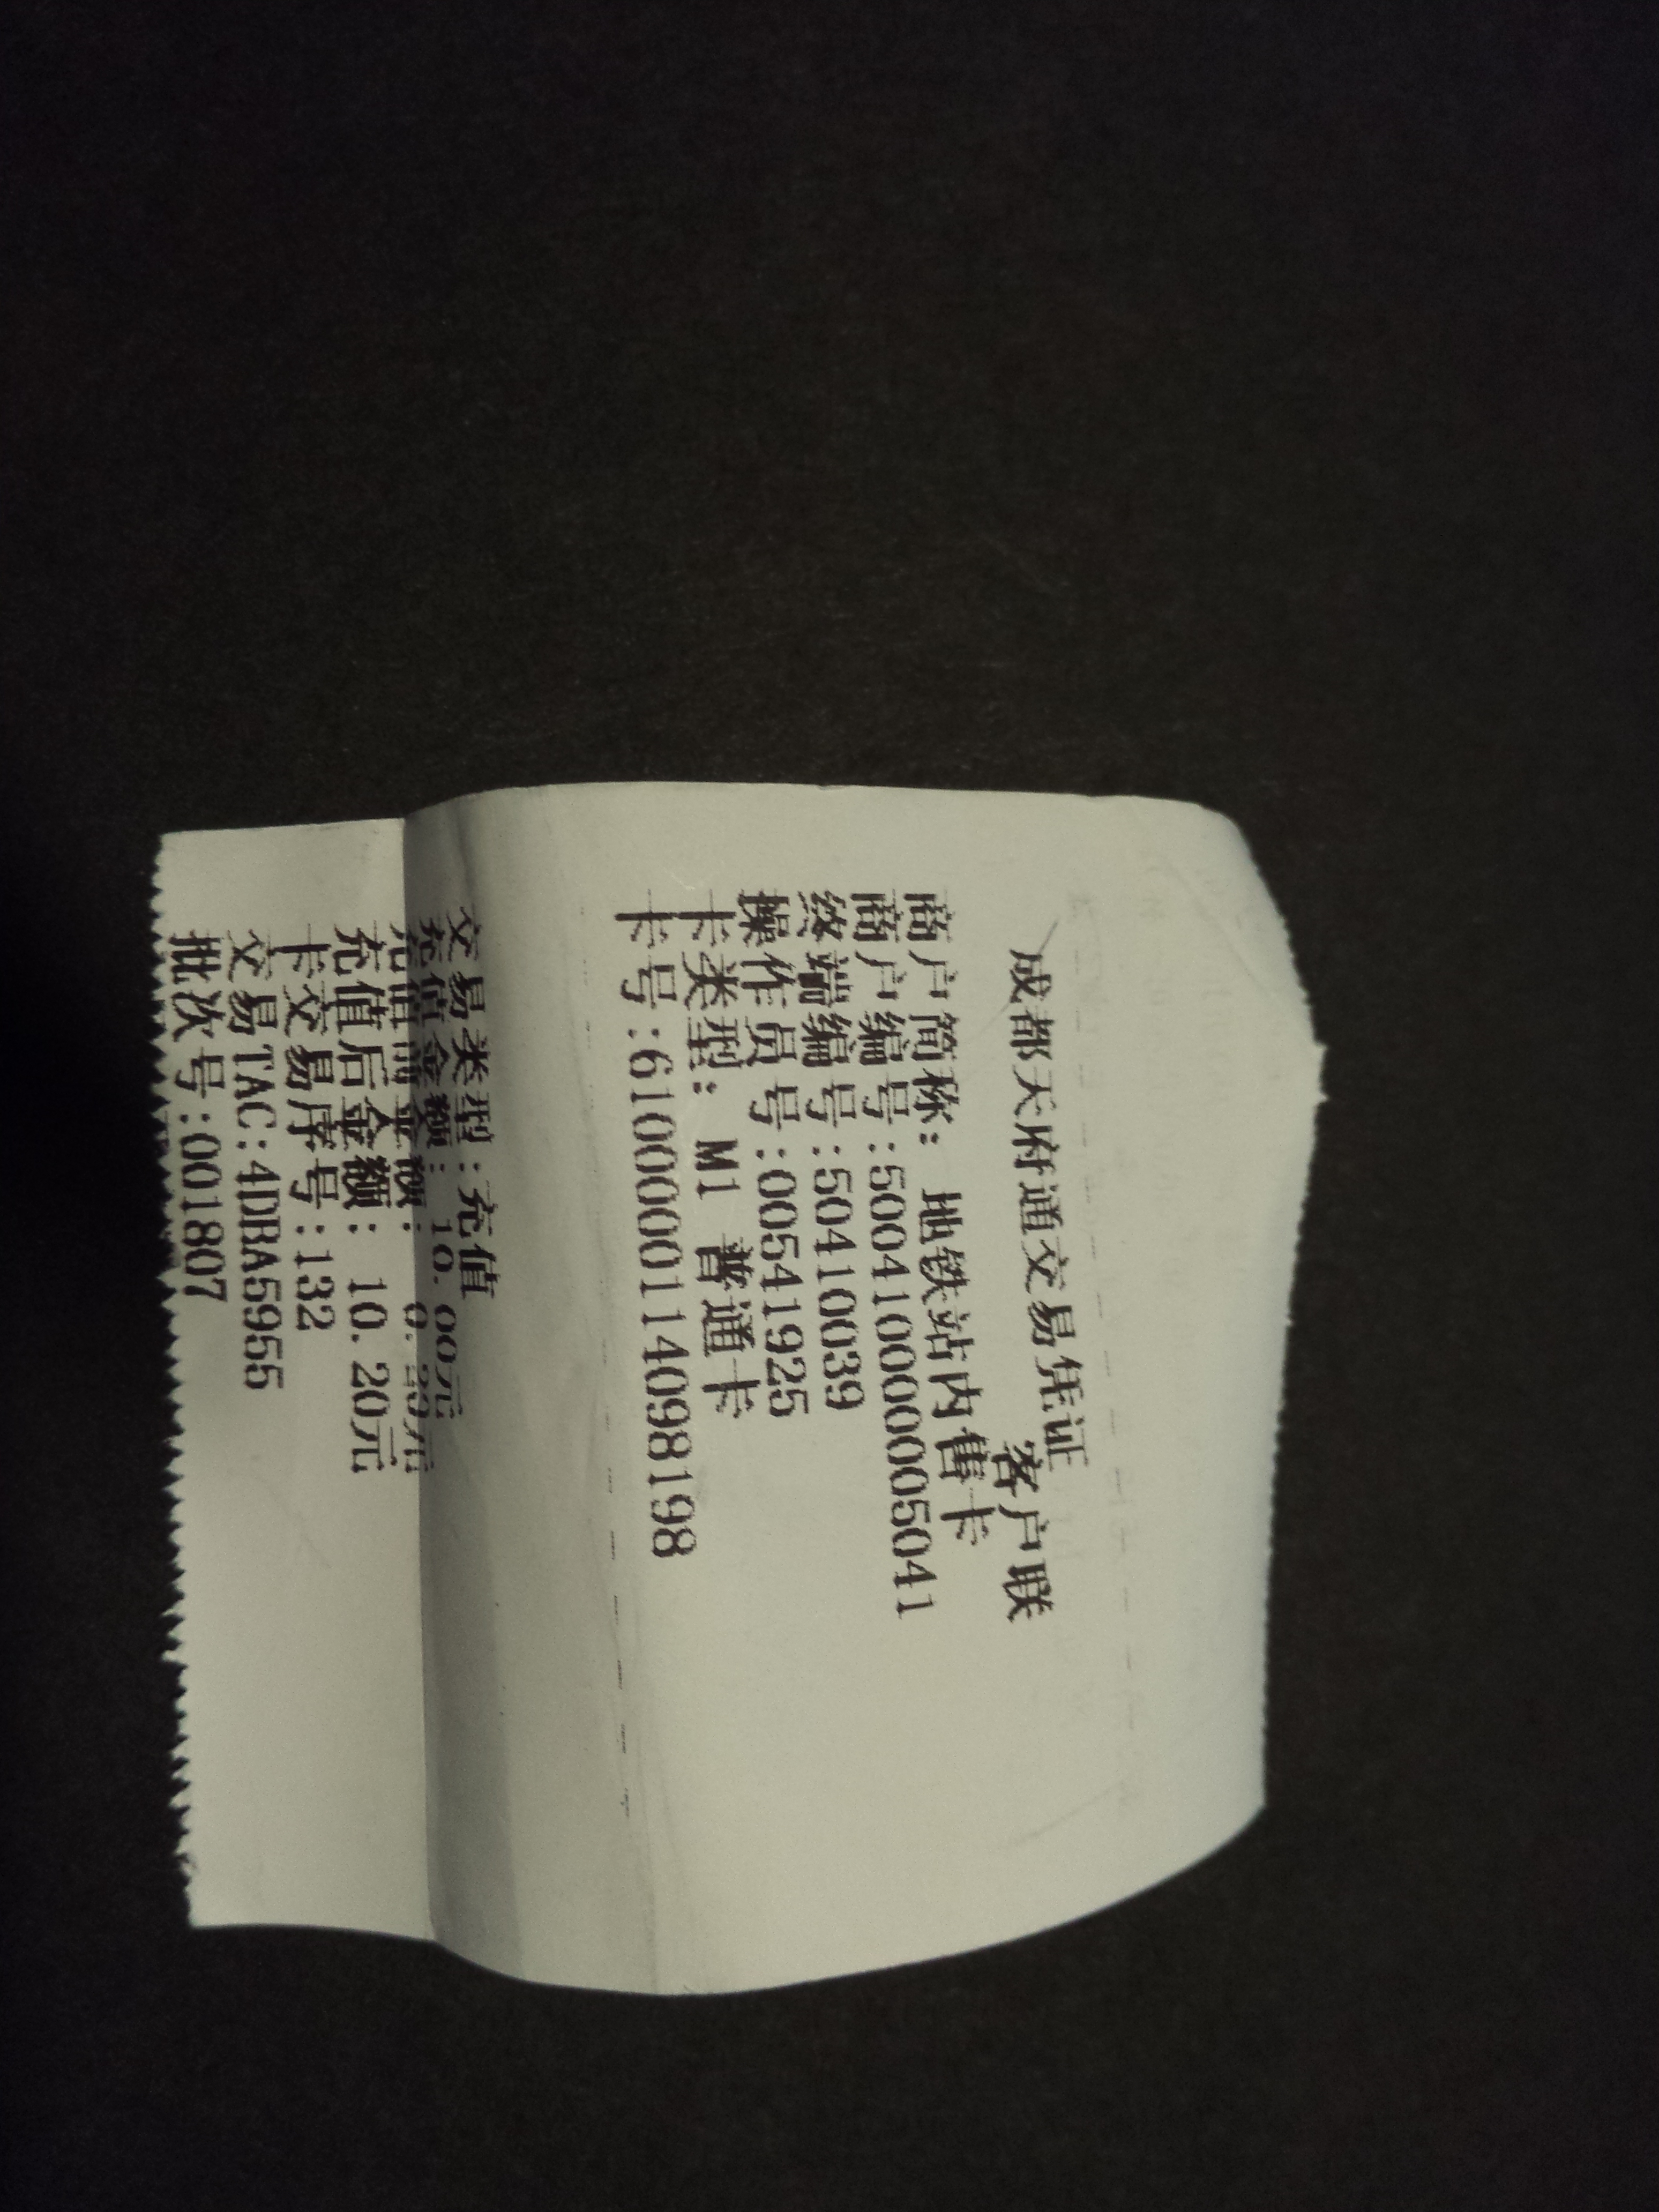 成都天府通交易凭证
客户联
商户简称: 地铁站内售卡
商户编号:500410000005041
终端编号:504100039
操作员号:00541925
卡类型: M1 普通卡
卡号:6100000114098198
交易类型:充值
充值金额: 10.00元
充值前金额: 0.20元
充值后金额: 10.20元
卡交易序号:132
交易TAC:4DBA5955
批次号:001807